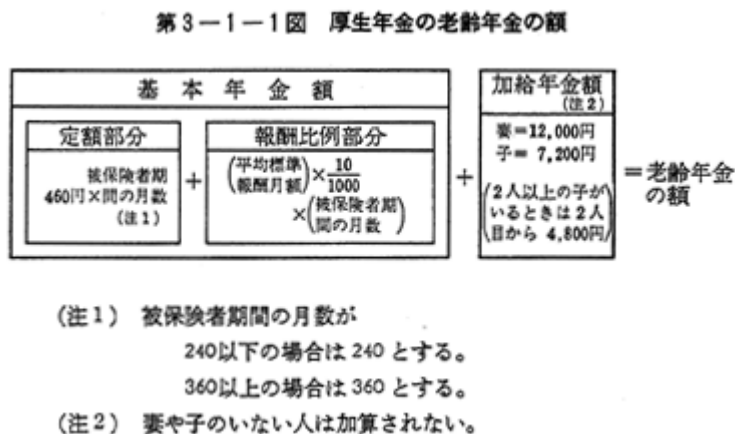 第3－1－1図 厚生年金の老齢年金の額
基本年金額
定額部分
被保険者期
460円×間の月数
(注1)
+
報酬比例部分
(平均標準報酬月額)×10/1000
×(被保険者期間の月数)
+
加給年金額
(注2)
妻=12,000円
子= 7,200円
(2人以上の子が
いるときは2人
目から 4,800円)
=老齢年金
の額
(注1) 被保険者期間の月数が
240以下の場合は 240 とする。
360以上の場合は 360 とする。
(注2) 妻や子のいない人は加算されない。